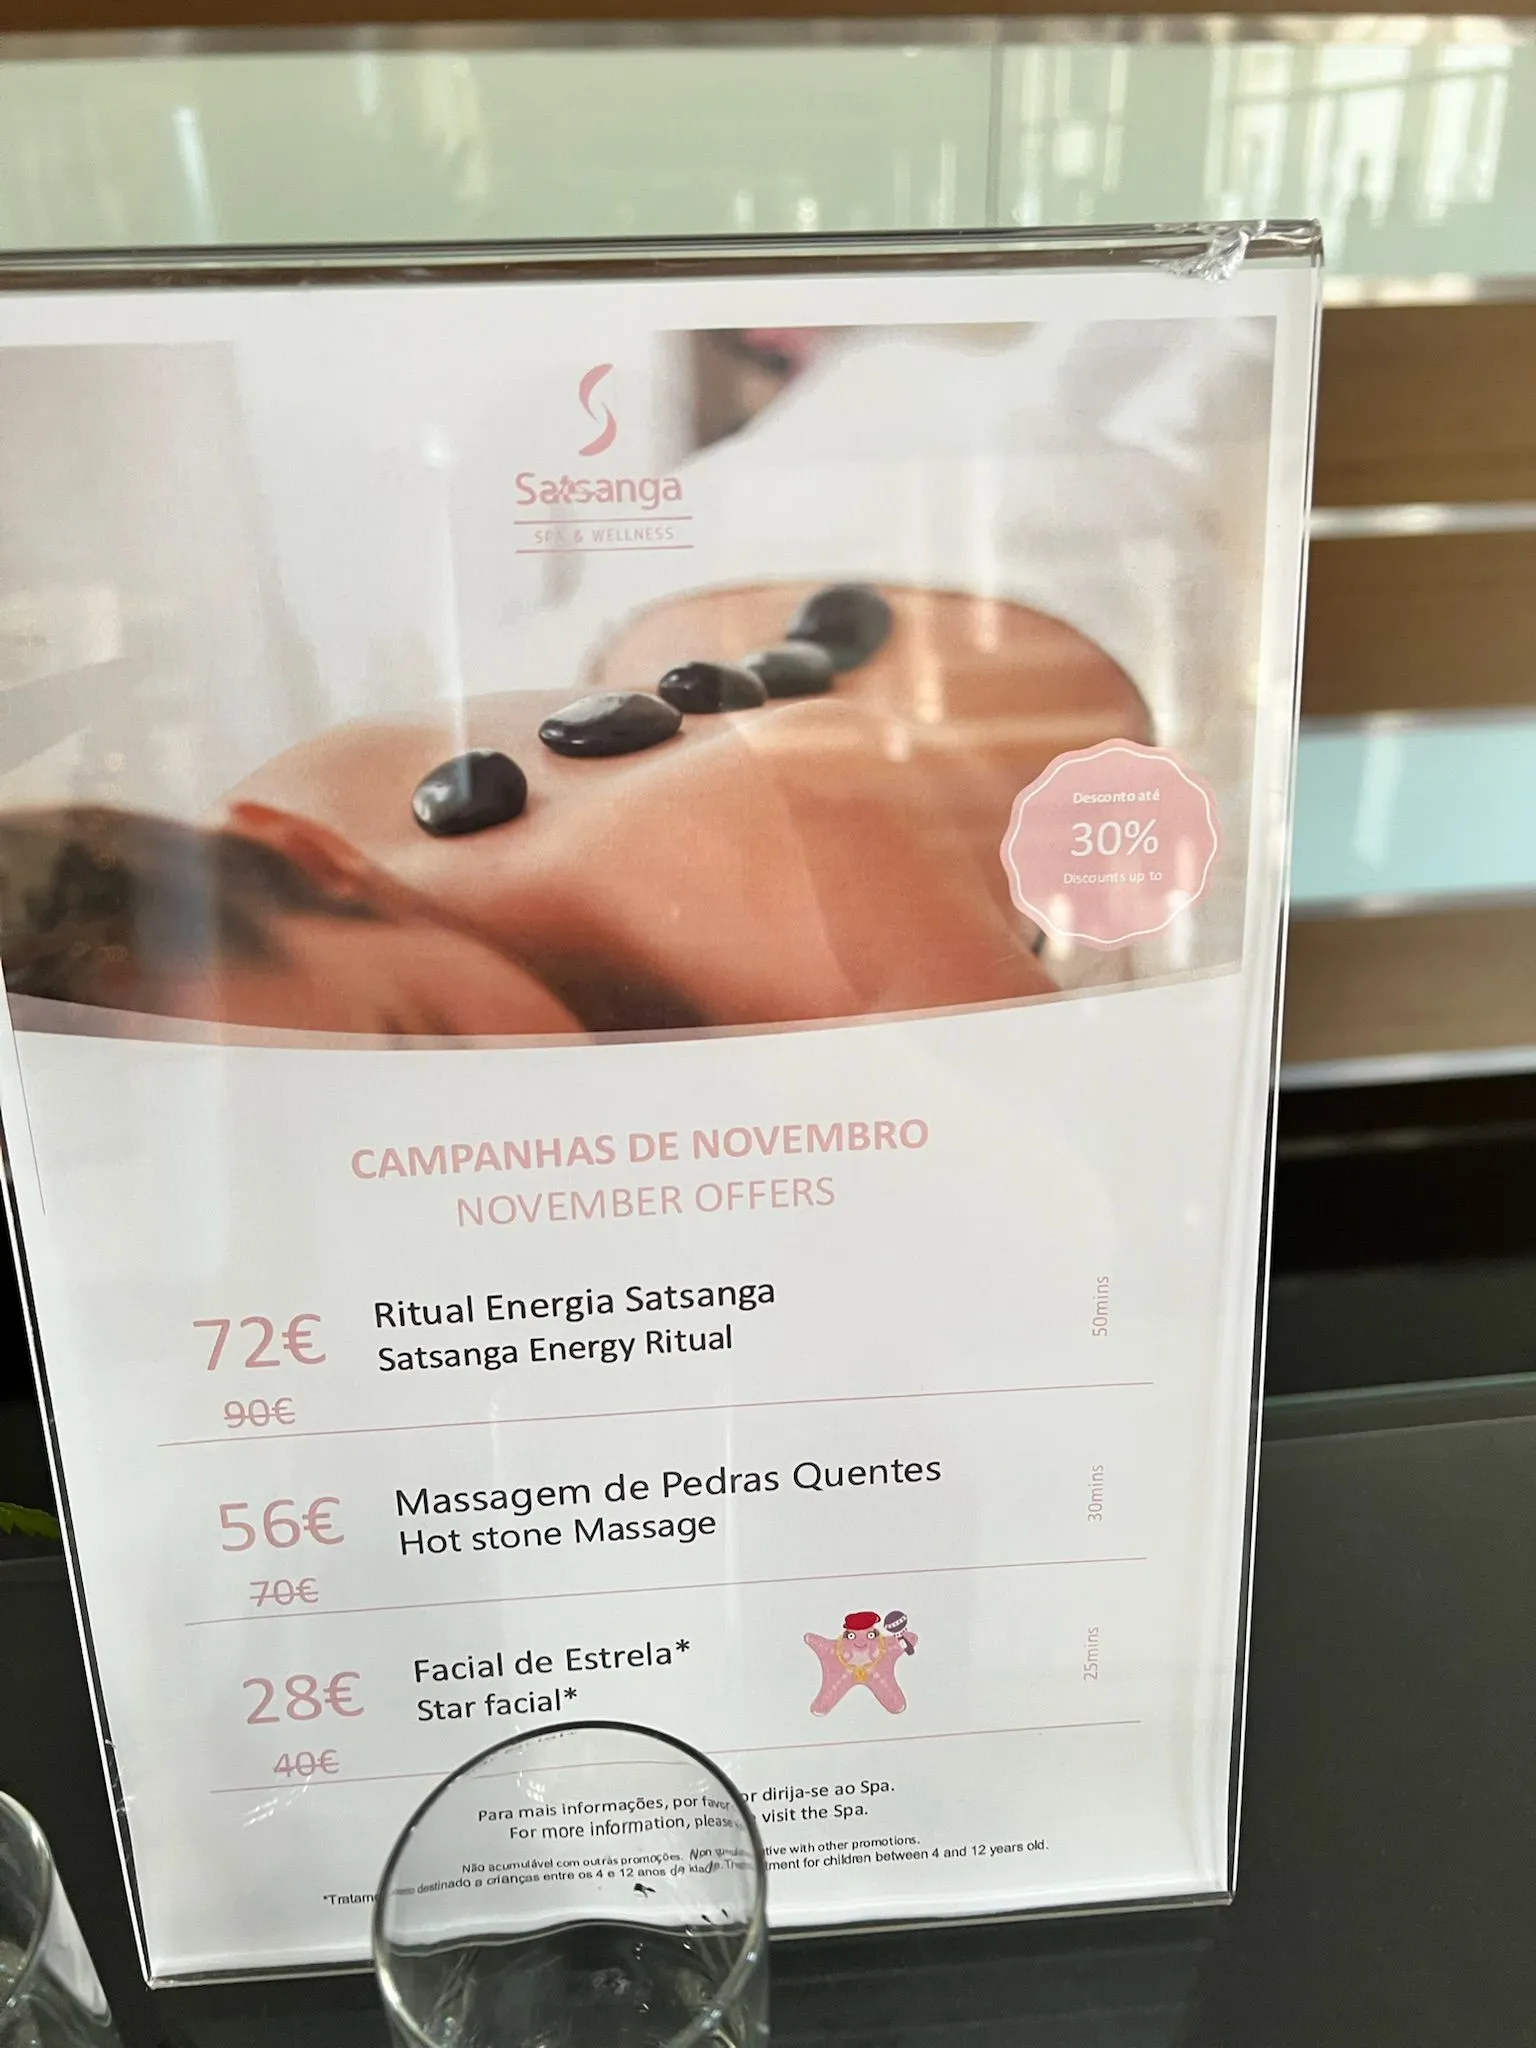 Satsanga
SPA & WELLNESS
Desconto até
30%
Discounts up to
CAMPANHAS DE NOVEMBRO
NOVEMBER OFFERS
72€
90€
Ritual Energia Satsanga
Satsanga Energy Ritual
50mins
56€
70€
Massagem de Pedras Quentes
Hot stone Massage
30mins
28€
40€
Facial de Estrela*
Star facial*
25mins
Para mais informações, por favor dirija-se ao Spa.
For more information, please visit the Spa.
Não acumulável com outras promoções. Non with other promotions.
destinado a crianças entre os 4 e 12 anos de idade. for children between 4 and 12 years old.